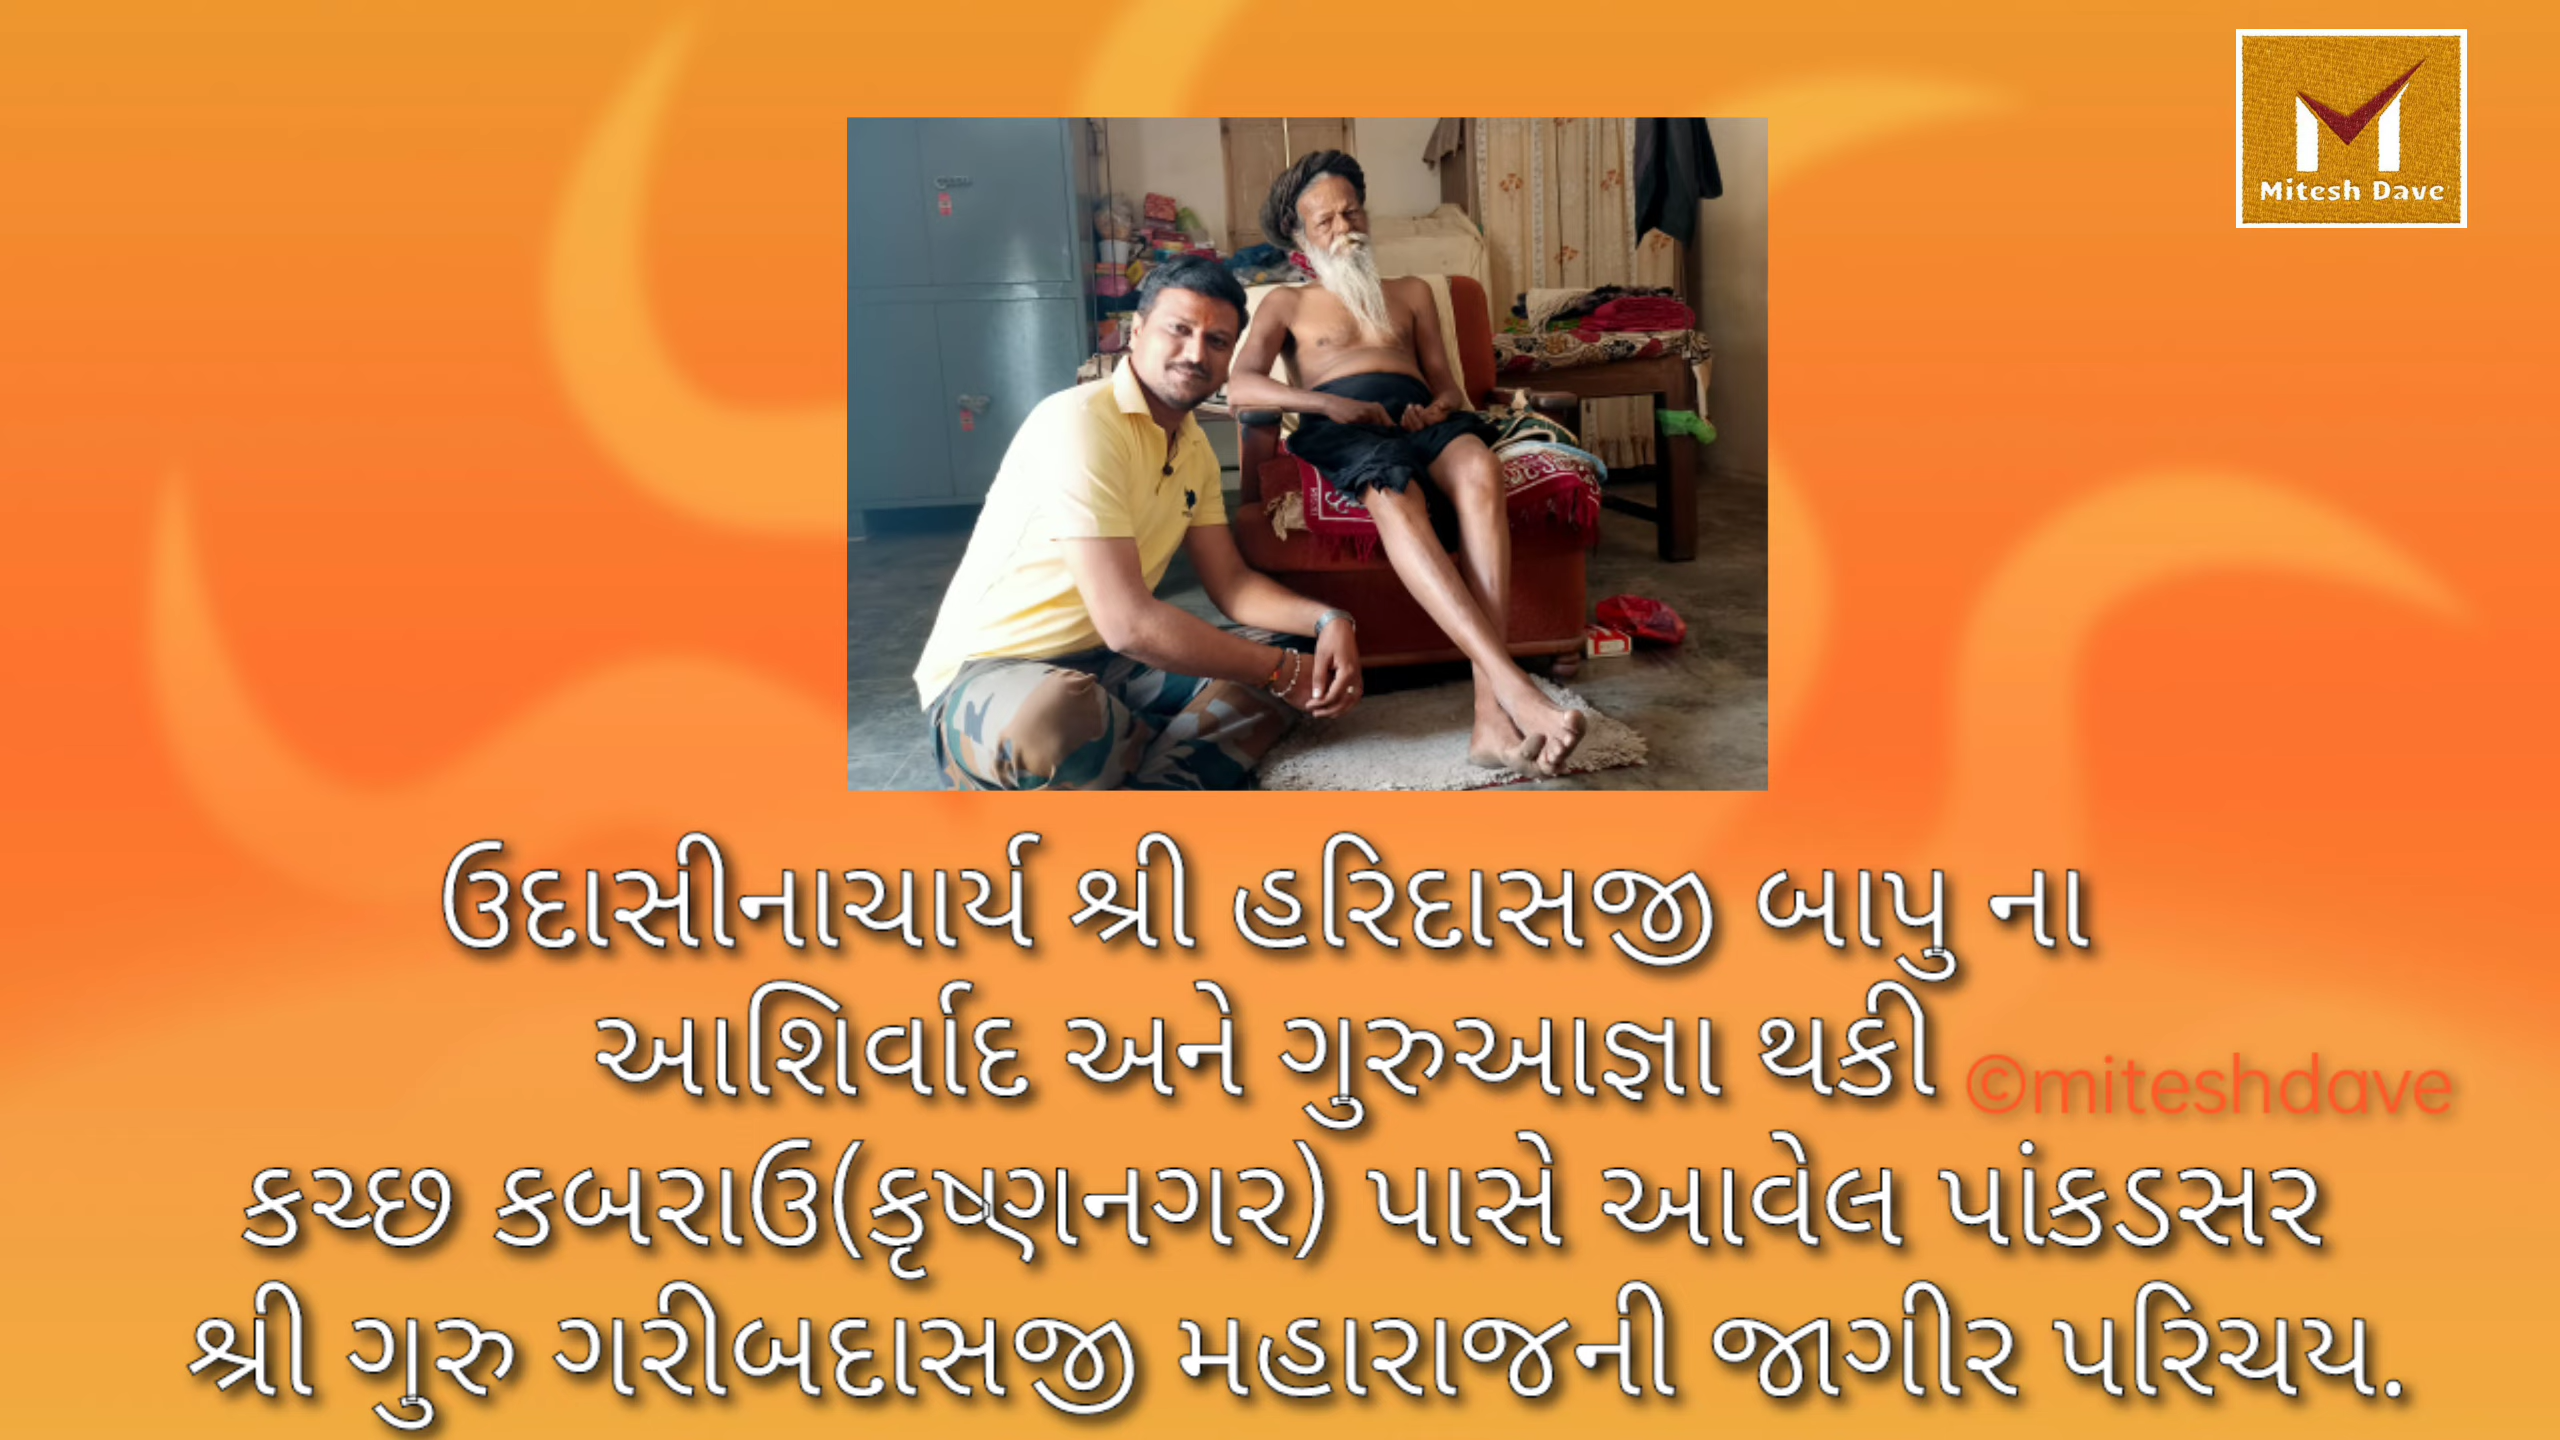 Mitesh Dave
ઉદાસીનાચાર્ય શ્રી હરિદાસજી બાપુ ના
આશિર્વાદ અને ગુરુઆજ્ઞા થકી
©miteshdave
કચ્છ કબરાઉ(કૃષ્ણનગર) પાસે આવેલ પાંકડસર
શ્રી ગુરુ ગરીબદાસજી મહારાજની જાગીર પરિચય.